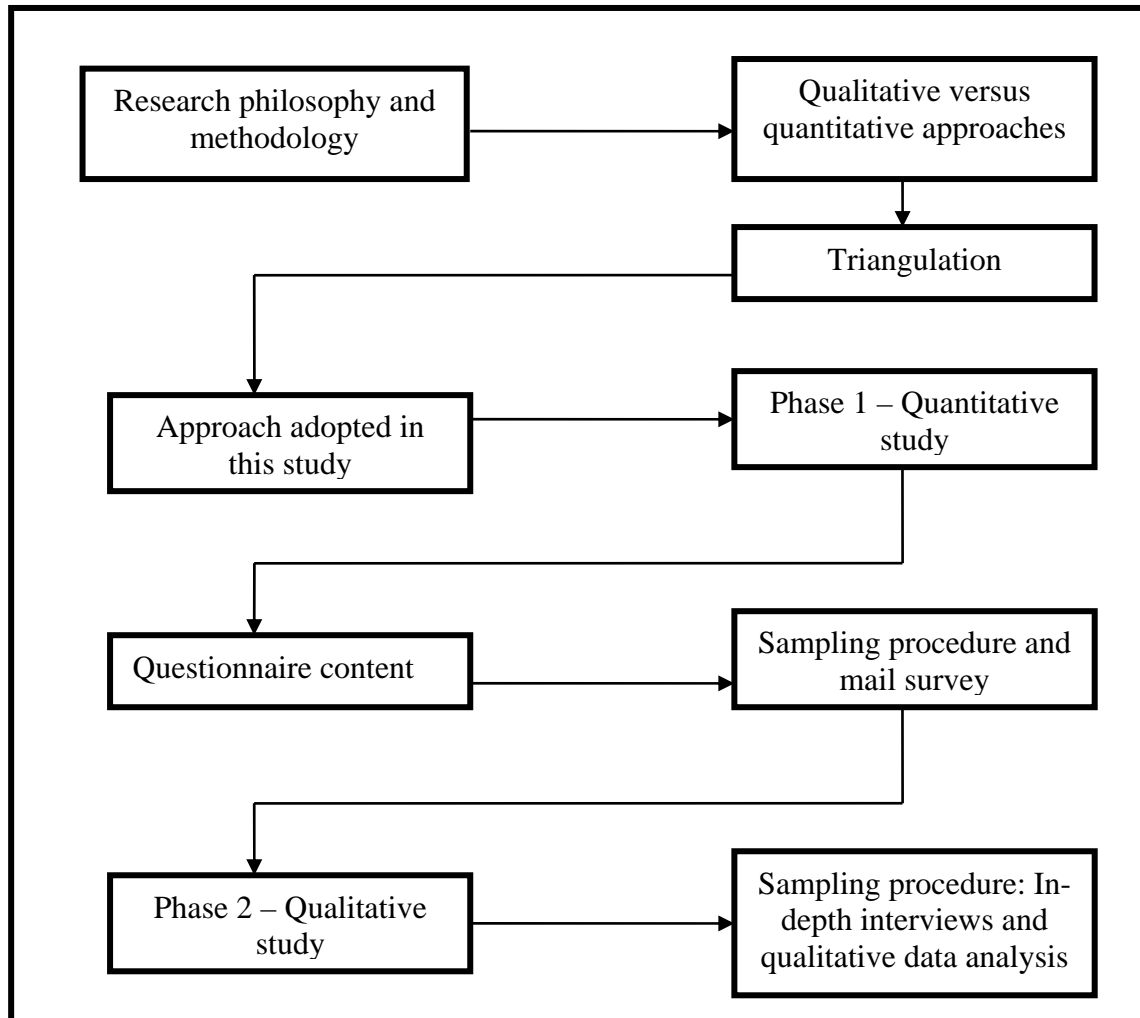 Research philosophy and
methodology
Qualitative versus
quantitative approaches
Triangulation
Approach adopted in
this study
Phase 1 – Quantitative
study
Questionnaire content
Sampling procedure and
mail survey
Phase 2 – Qualitative
study
Sampling procedure: In-
depth interviews and
qualitative data analysis